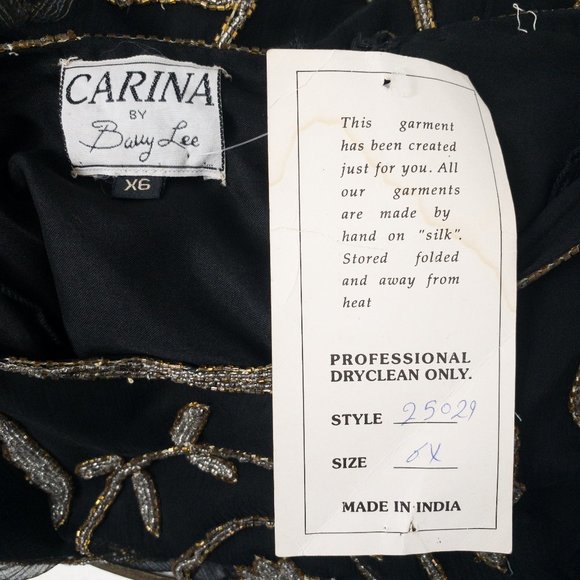 CARINA
BY
Bally Lee
X6
This garment
has been created
just for you. All
our garments
are made by
hand on "silk".
Stored folded
and away from
heat
PROFESSIONAL
DRYCLEAN ONLY.
STYLE 25029
SIZE 6X
MADE IN INDIA